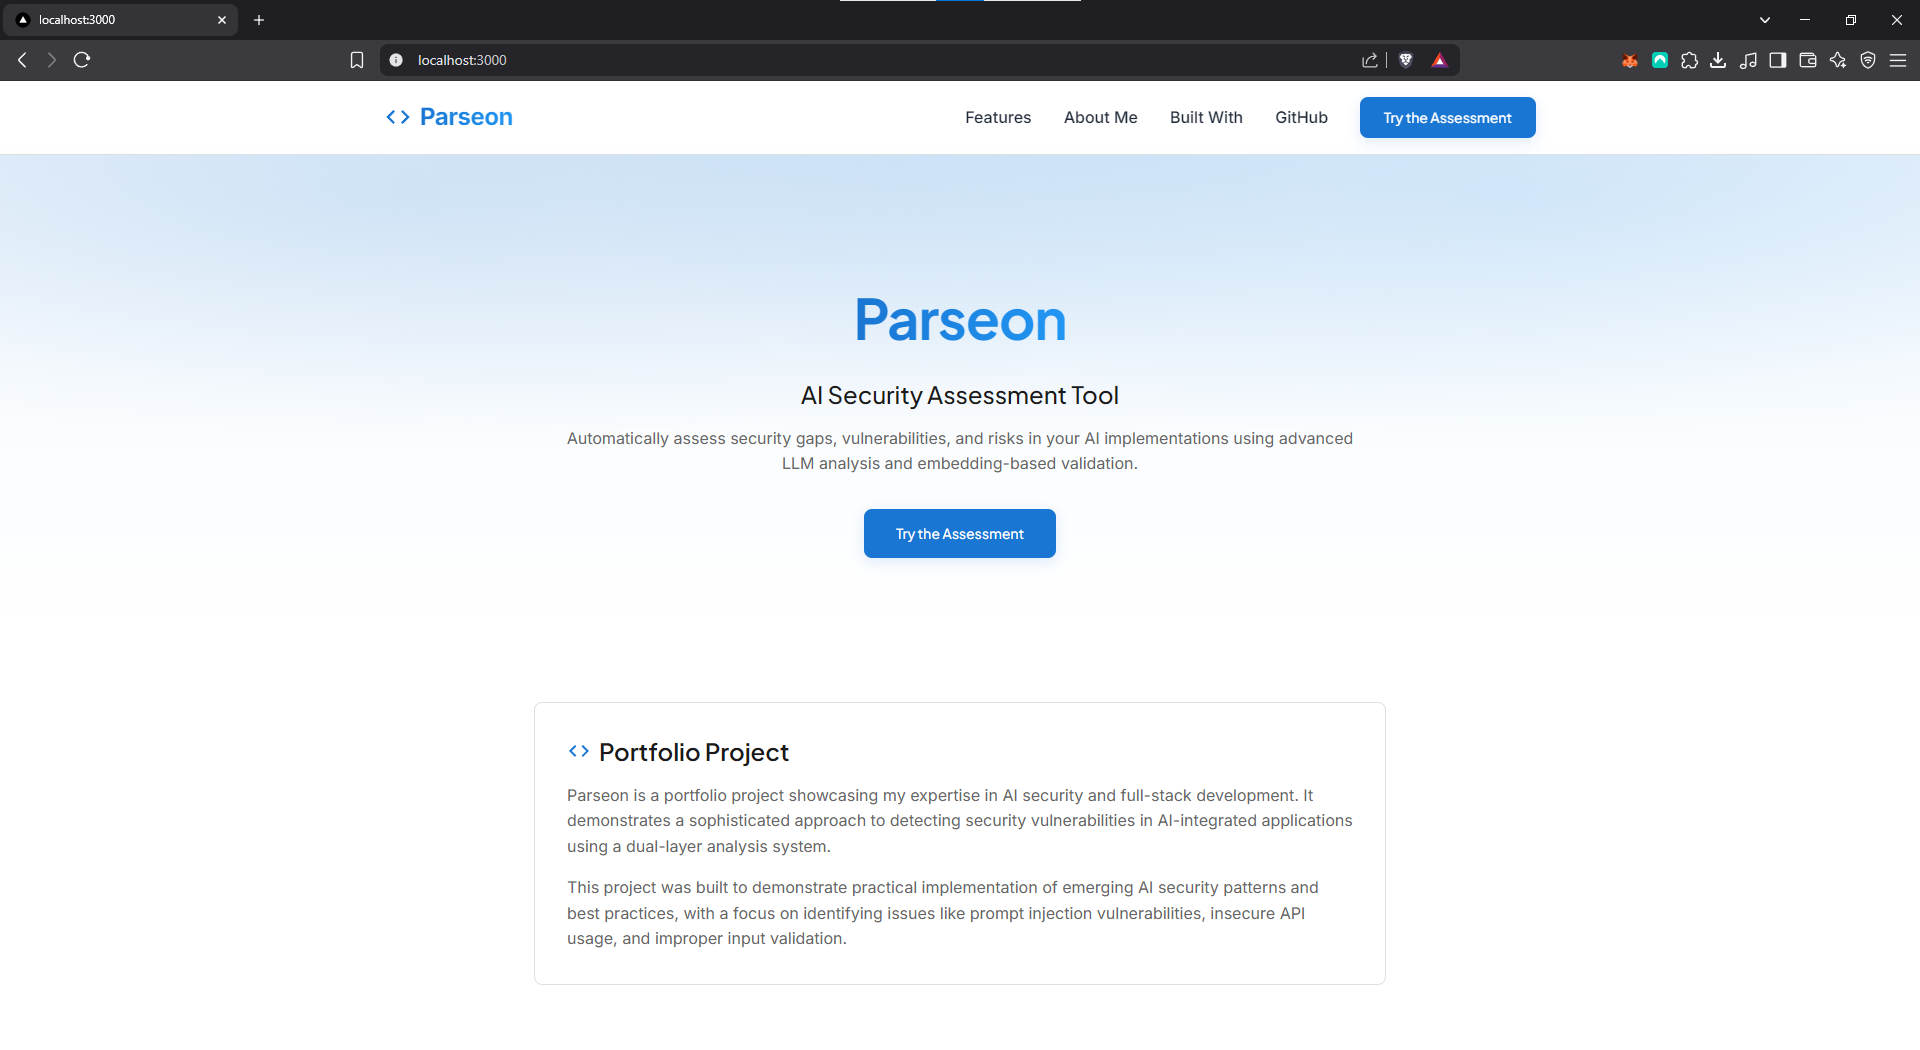 localhost:3000
localhost:3000
Parseon
Features
About Me
Built With
GitHub
Try the Assessment
Parseon
AI Security Assessment Tool
Automatically assess security gaps, vulnerabilities, and risks in your AI implementations using advanced
LLM analysis and embedding-based validation.
Try the Assessment
Portfolio Project
Parseon is a portfolio project showcasing my expertise in AI security and full-stack development. It
demonstrates a sophisticated approach to detecting security vulnerabilities in AI-integrated applications
using a dual-layer analysis system.
This project was built to demonstrate practical implementation of emerging AI security patterns and
best practices, with a focus on identifying issues like prompt injection vulnerabilities, insecure API
usage, and improper input validation.